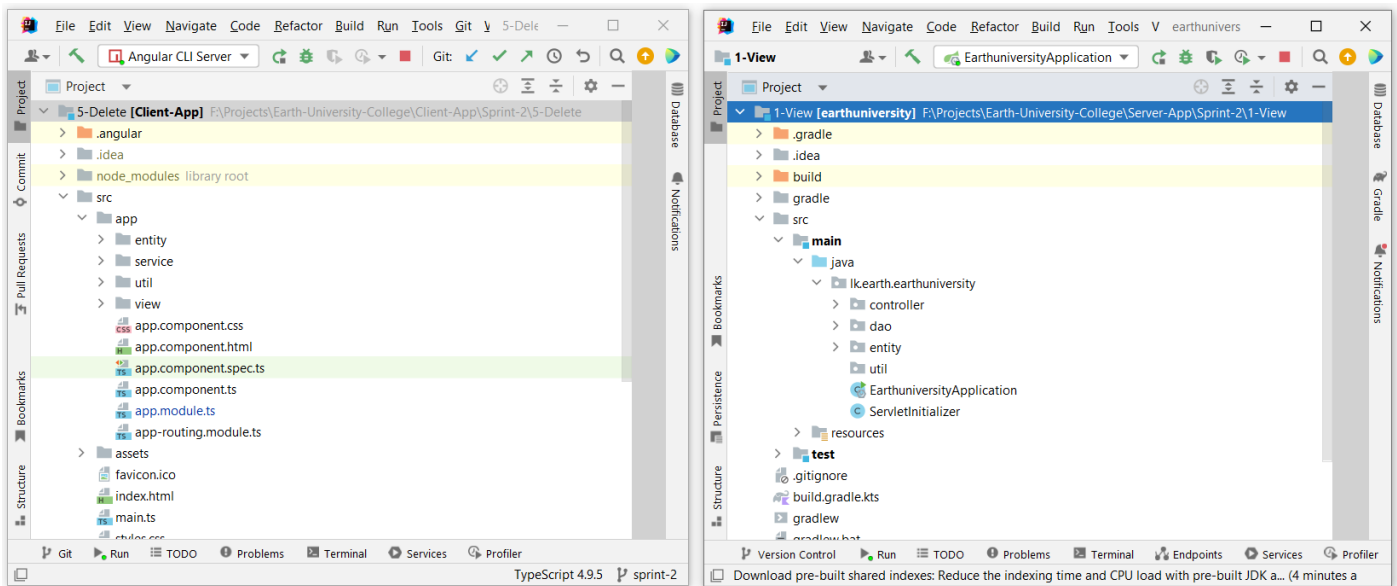 File Edit View Navigate Code Refactor Build Run Tools Git V 5-Dele
Angular CLI Server Git:
Project
5-Delete [Client-App] F:\Projects\Earth-University-College\Client-App\Sprint-2\5-Delete
.angular
.idea
node_modules library root
src
app
entity
service
util
view
app.component.css
app.component.html
app.component.spec.ts
app.component.ts
app.module.ts
app-routing.module.ts
assets
favicon.ico
index.html
main.ts
styles.css
Project
Commit
Pull Requests
Bookmarks
Structure
Database
Notifications
Git Run TODO Problems Terminal Services Profiler
TypeScript 4.9.5 sprint-2
File Edit View Navigate Code Refactor Build Run Tools V earthunivers
1-View EarthuniversityApplication
Project
1-View [earthuniversity] F:\Projects\Earth-University-College\Server-App\Sprint-2\1-View
.gradle
.idea
build
gradle
src
main
java
lk.earth.earthuniversity
controller
dao
entity
util
EarthuniversityApplication
ServletInitializer
resources
test
.gitignore
build.gradle.kts
gradlew
gradlew.bat
Project
Bookmarks
Persistence
Structure
Database
Gradle
Notifications
Version Control Run TODO Problems Terminal Endpoints Services Profiler
Download pre-built shared indexes: Reduce the indexing time and CPU load with pre-built JDK a... (4 minutes a